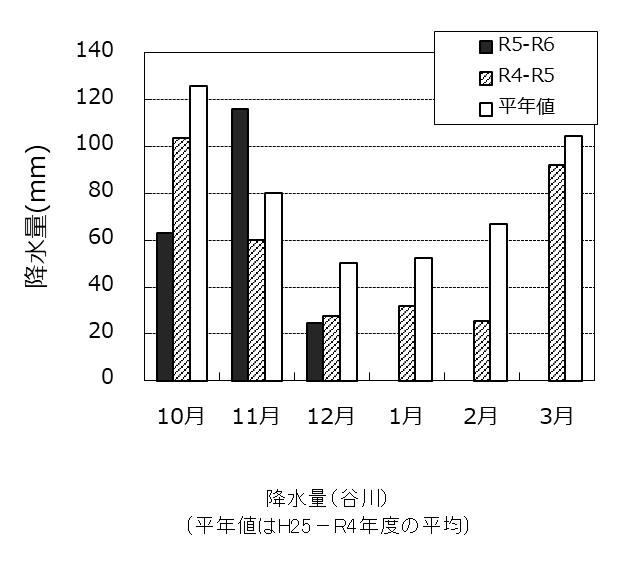 R5-R6
R4-R5
平年値
140
120
100
80
60
40
20
0
降水量(mm)
10月 11月 12月 1月 2月 3月
降水量(谷川)
(平年値はH25－R4年度の平均)